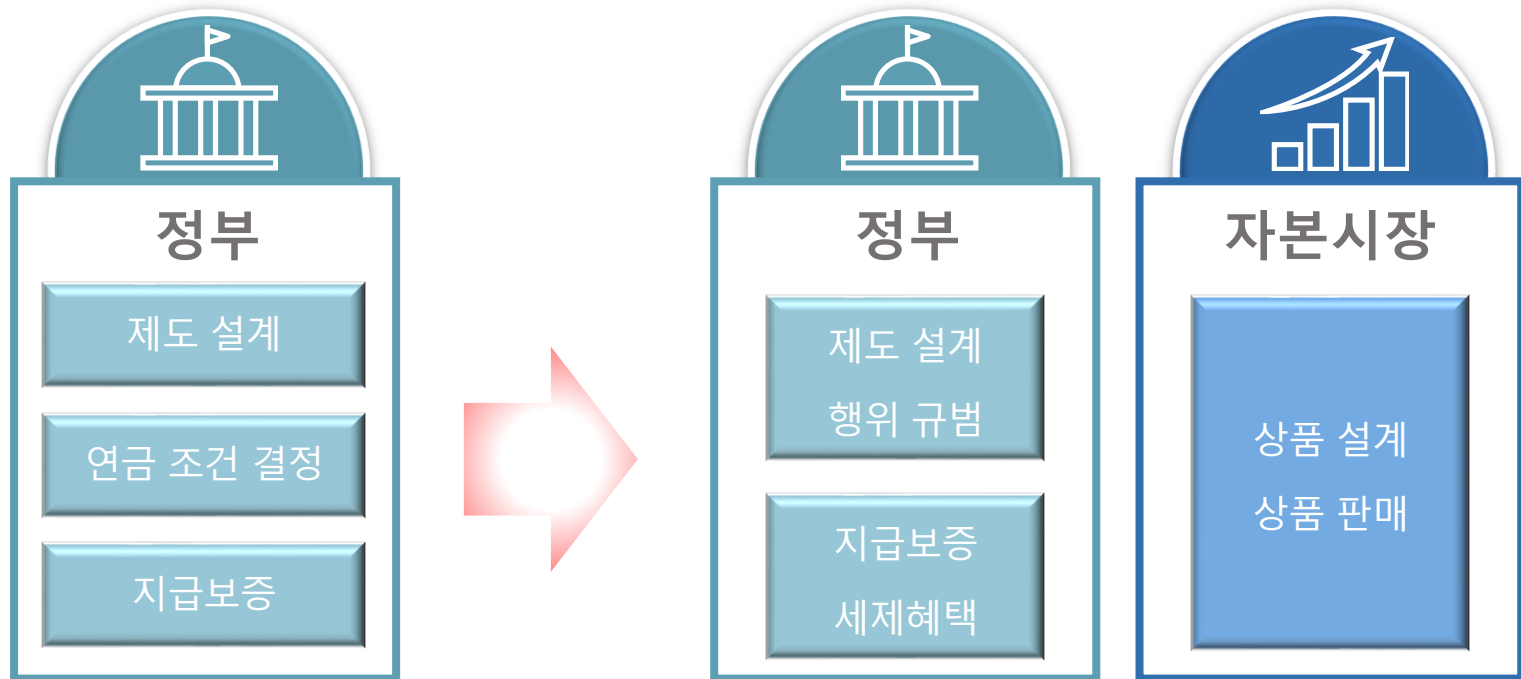 정부
제도 설계
연금 조건 결정
지급보증
정부
제도 설계
행위 규범
지급보증
세제혜택
자본시장
상품 설계
상품 판매